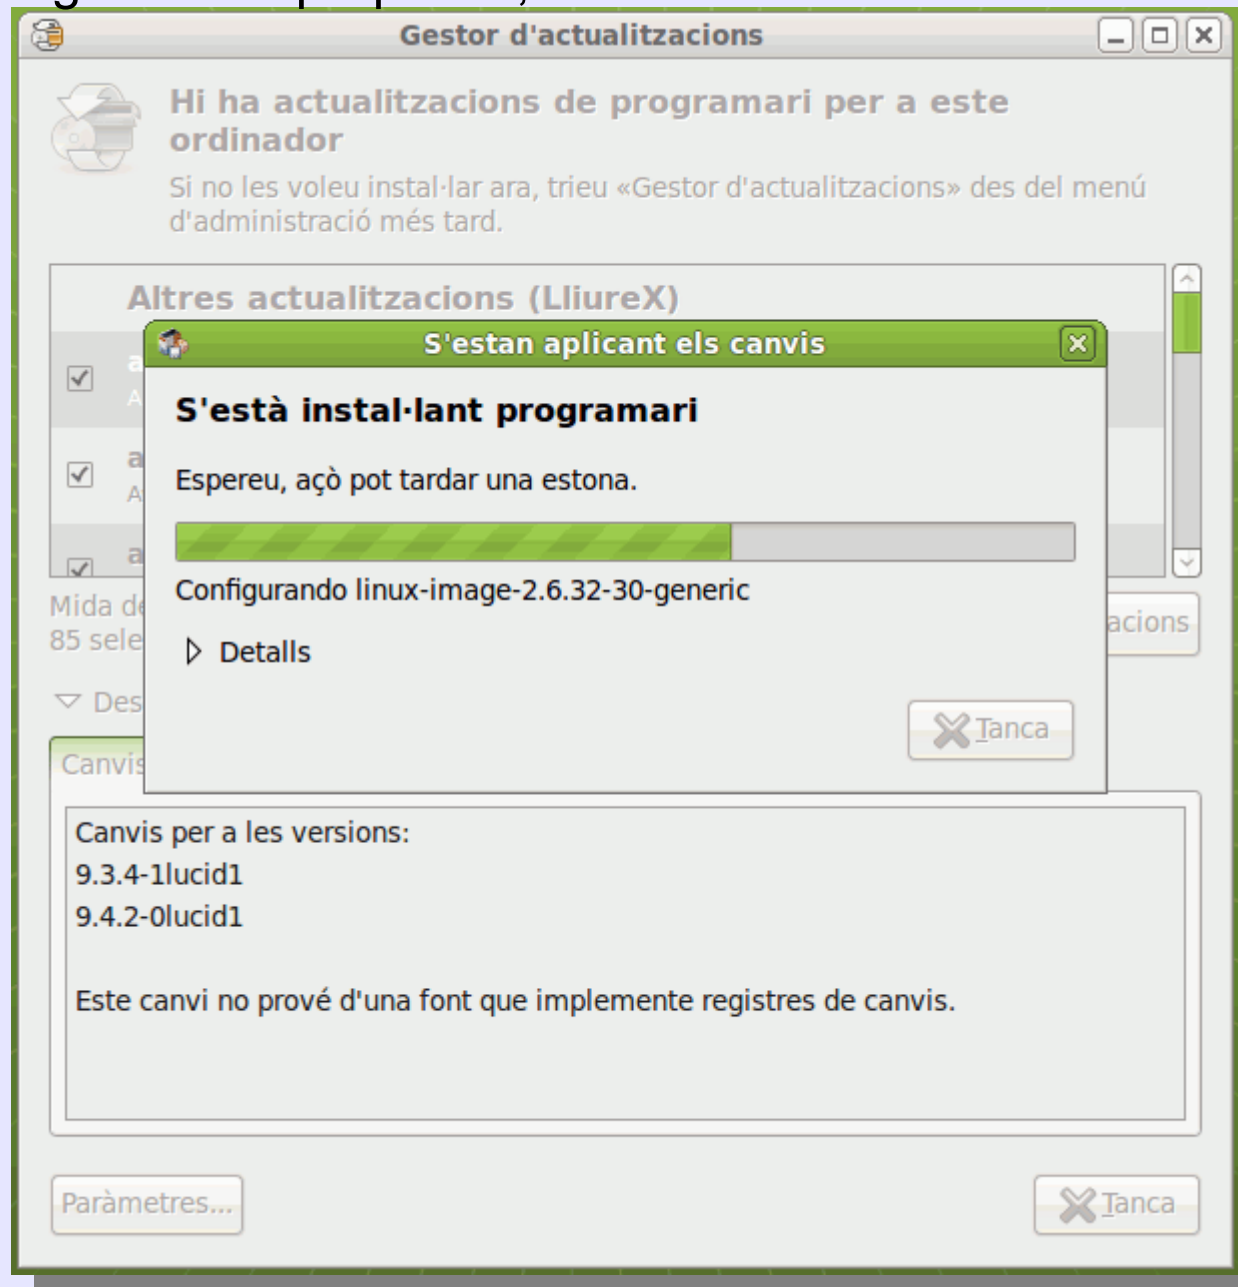 Gestor d'actualitzacions
Hi ha actualitzacions de programari per a este
ordinador
Si no les voleu instal·lar ara, trieu «Gestor d'actualitzacions» des del menú
d'administració més tard.
Altres actualitzacions (LliureX)
S'estan aplicant els canvis
S'està instal·lant programari
Espereu, açò pot tardar una estona.
Configurando linux-image-2.6.32-30-generic
Detalls
Tanca
Mida
85
Canvis per a les versions:
9.3.4-1lucid1
9.4.2-0lucid1
Este canvi no prové d'una font que implemente registres de canvis.
Paràmetres...
Tanca